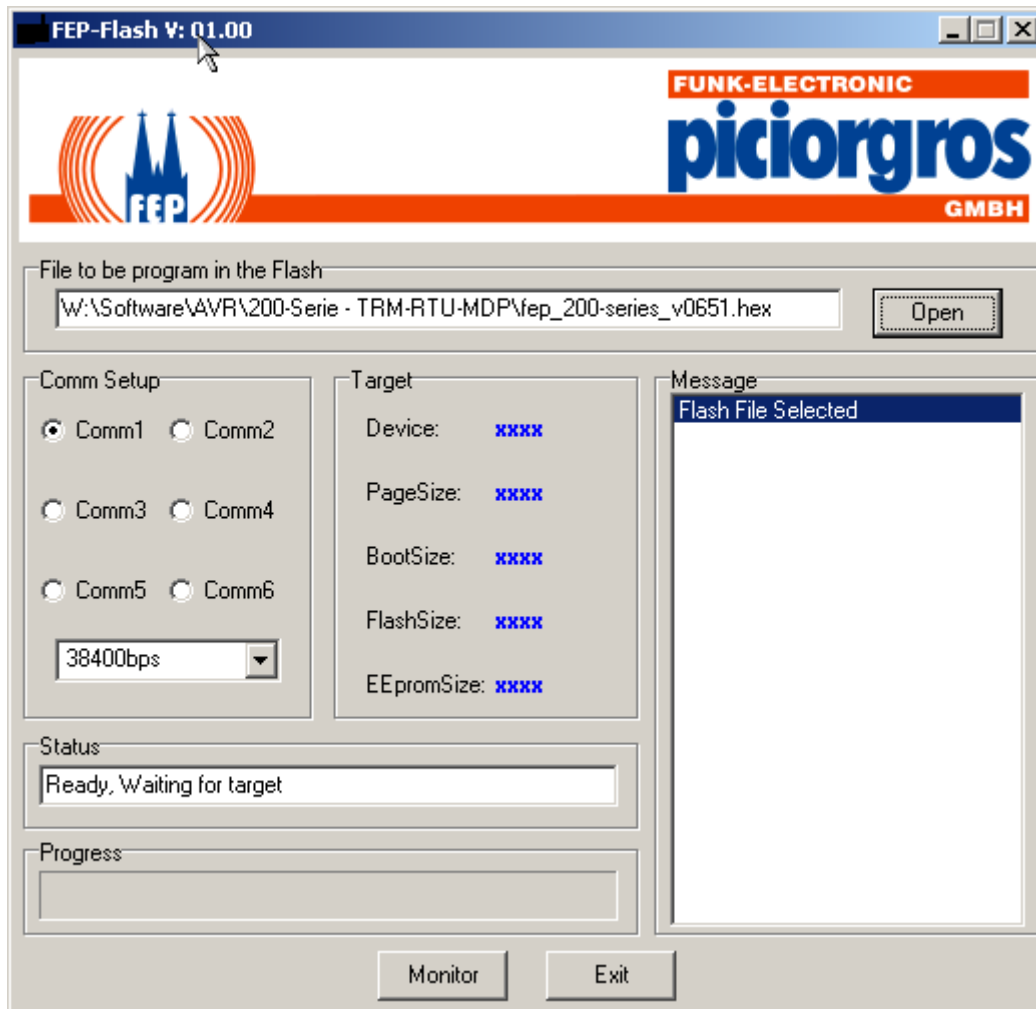 FEP-Flash V: 01.00
FUNK-ELECTRONIC
piciorgros
GMBH
FEP
File to be program in the Flash
W:\Software\AVR\200-Serie - TRM-RTU-MDP\fep_200-series_v0651.hex
Open
Comm Setup
Comm1 Comm2
Comm3 Comm4
Comm5 Comm6
38400bps
Target
Device: xxxx
PageSize: xxxx
BootSize: xxxx
FlashSize: xxxx
EEpromSize: xxxx
Message
Flash File Selected
Status
Ready, Waiting for target
Progress
Monitor Exit